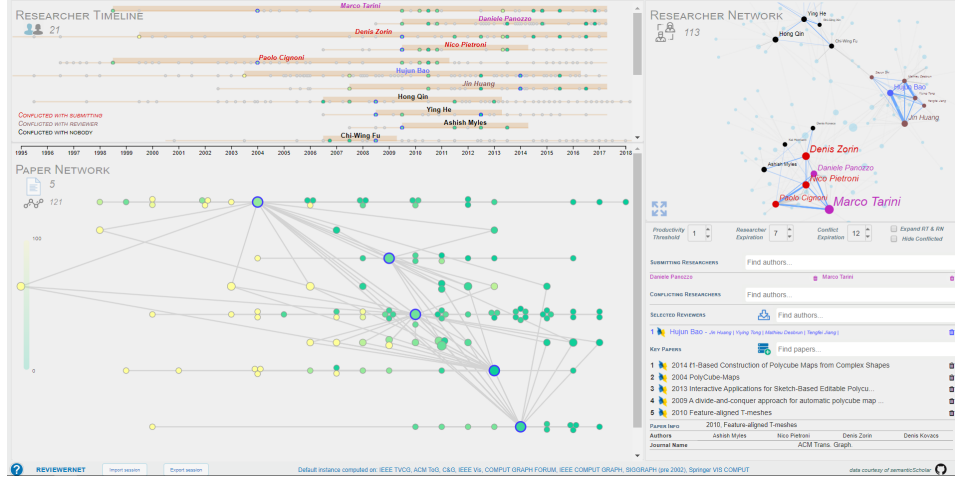 RESEARCHER TIMELINE
21
Marco Tarini
Daniele Panozzo
Denis Zorin
Nico Pietroni
Paolo Cignoni
Hujun Bao
Jin Huang
Hong Qin
Ying He
Ashish Myles
Chi-Wing Fu
CONFLICTED WITH SUBMITTING
CONFLICTED WITH REVIEWER
CONFLICTED WITH NOBODY
1995 1996 1997 1998 1999 2000 2001 2002 2003 2004 2005 2006 2007 2008 2009 2010 2011 2012 2013 2014 2015 2016 2017 2018
PAPER NETWORK
5
121
100
0
RESEARCHER NETWORK
113
Ying He
Hong Qin
Chi-Wing Fu
Hujun Bao
Jin Huang
Denis Zorin
Ashish Myles
Daniele Panozzo
Nico Pietroni
Paolo Cignoni
Marco Tarini
Productivity Threshold 1
Researcher Expiration 7
Conflict Expiration 12
Expand RT & RN
Hide Conflicted
SUBMITTING RESEARCHERS Find authors...
Daniele Panozzo Marco Tarini
CONFLICTING RESEARCHERS Find authors...
SELECTED REVIEWERS Find authors...
1 Hujun Bao - Jin Huang | Yiying Tong | Mathieu Desbrun | Tengfei Jiang |
KEY PAPERS Find papers...
1 2014 ℓ1-Based Construction of Polycube Maps from Complex Shapes
2 2004 PolyCube-Maps
3 2013 Interactive Applications for Sketch-Based Editable Polycu...
4 2009 A divide-and-conquer approach for automatic polycube map ...
5 2010 Feature-aligned T-meshes
PAPER INFO 2010, Feature-aligned T-meshes
Authors Ashish Myles Nico Pietroni Denis Zorin Denis Kovacs
Journal Name ACM Trans. Graph.
? REVIEWERNET Import session Export session Default instance computed on: IEEE TVCG, ACM ToG, C&G, IEEE Vis, COMPUT GRAPH FORUM, IEEE COMPUT GRAPH, SIGGRAPH (pre 2002), Springer VIS COMPUT data courtesy of semanticScholar